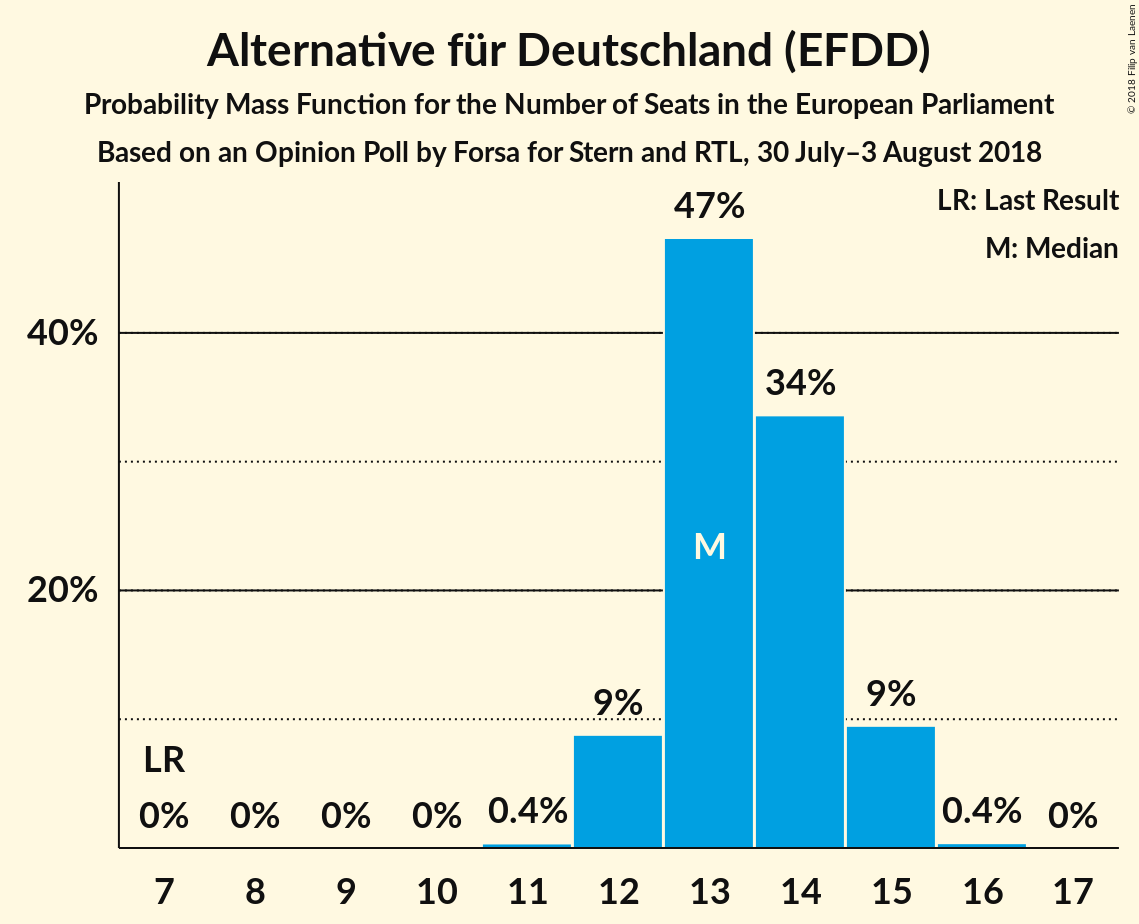 Alternative für Deutschland (EFDD)
Probability Mass Function for the Number of Seats in the European Parliament
Based on an Opinion Poll by Forsa for Stern and RTL, 30 July–3 August 2018
© 2018 Filip van Laenen
LR: Last Result
M: Median
47%
40%
34%
M
20%
9%
9%
LR
0%
0%
0%
0%
0.4%
0.4%
0%
7 8 9 10 11 12 13 14 15 16 17